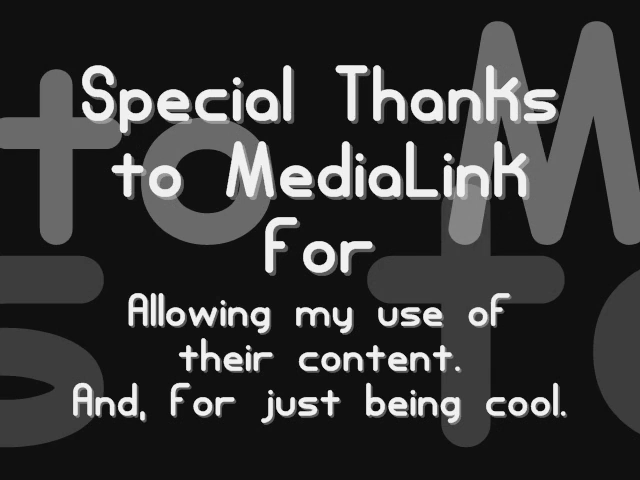 Special Thanks
to MediaLink
For
Allowing my use of
their content.
And, For just being cool.